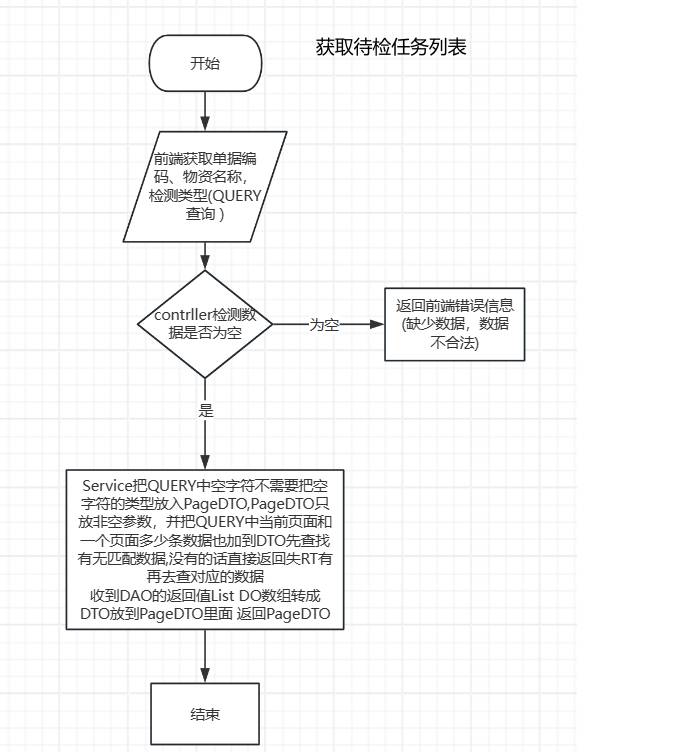 获取待检任务列表
开始
前端获取单据编
码、物资名称，
检测类型(QUERY
查询 )
contrller检测数
据是否为空
为空
返回前端错误信息
(缺少数据，数据
不合法)
是
Service把QUERY中空字符不需要把空
字符的类型放入PageDTO,PageDTO只
放非空参数，并把QUERY中当前页面和
一个页面多少条数据也加到DTO先查找
有无匹配数据,没有的话直接返回失RT有
再去查对应的数据
收到DAO的返回值List DO数组转成
DTO放到PageDTO里面 返回PageDTO
结束